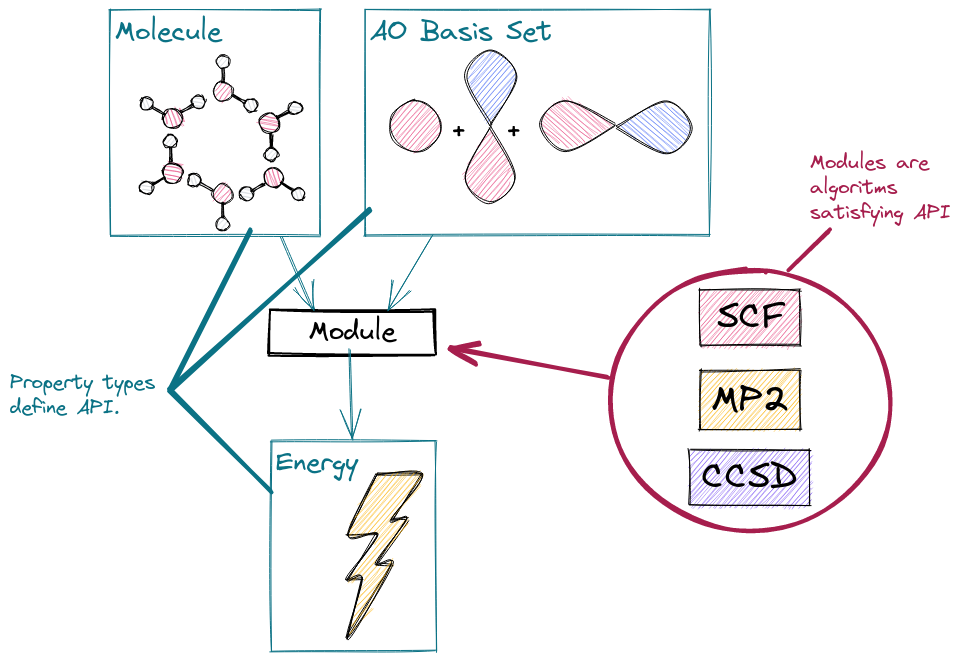 Molecule
AO Basis Set
+
+
Modules are
algoritms
satisfying API
SCF
Module
MP2
Property types
define API.
Energy
CCSD